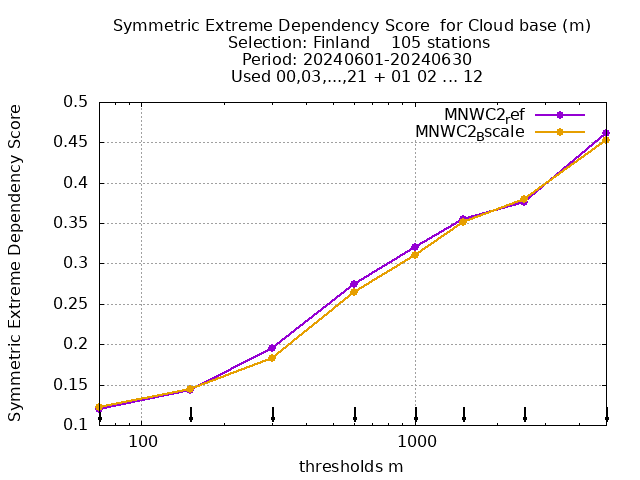 Symmetric Extreme Dependency Score  for Cloud base (m)
Selection: Finland    105 stations
Period: 20240601-20240630
Used 00,03,...,21 + 01 02 ... 12
MNWC2ref
MNWC2Bscale
Symmetric Extreme Dependency Score
0.5
0.45
0.4
0.35
0.3
0.25
0.2
0.15
0.1
100
1000
thresholds m